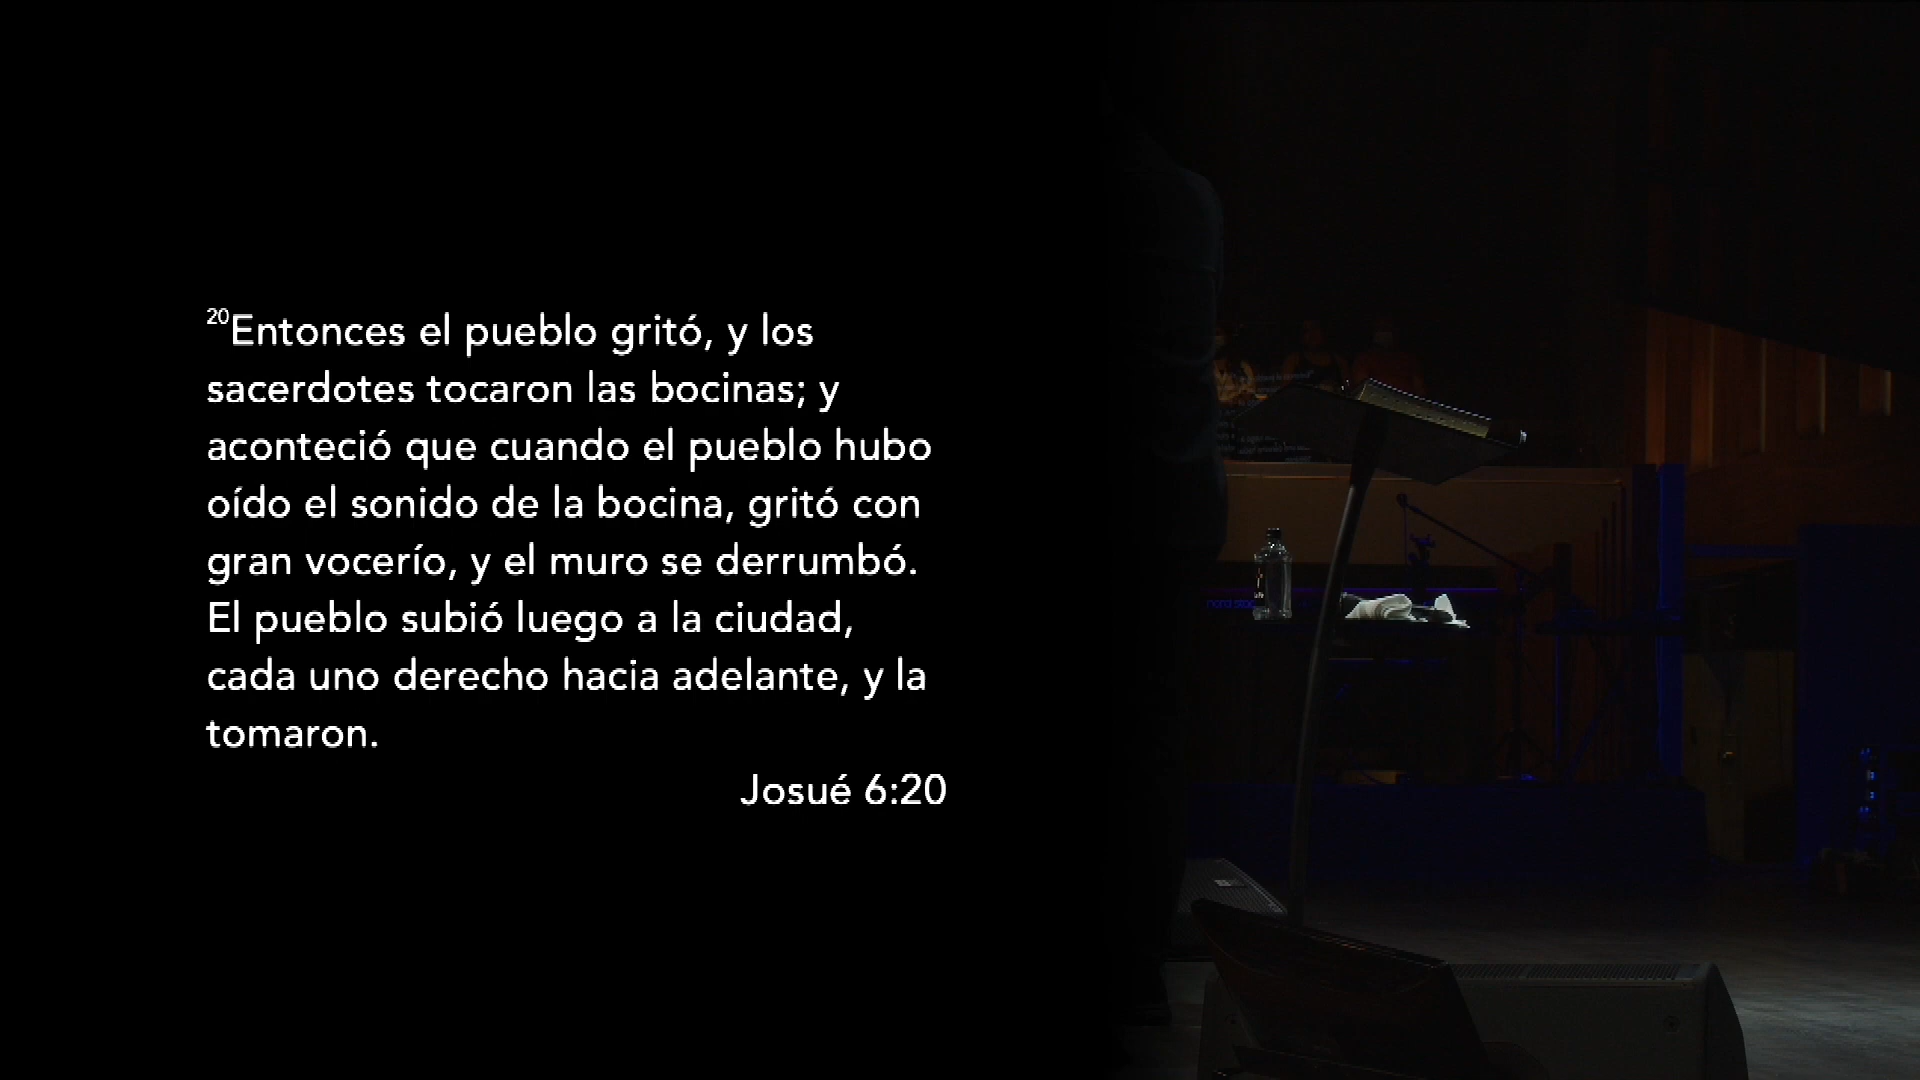 20Entonces el pueblo gritó, y los
sacerdotes tocaron las bocinas; y
aconteció que cuando el pueblo hubo
oído el sonido de la bocina, gritó con
gran vocerío, y el muro se derrumbó.
El pueblo subió luego a la ciudad,
cada uno derecho hacia adelante, y la
tomaron.
Josué 6:20
nord stage